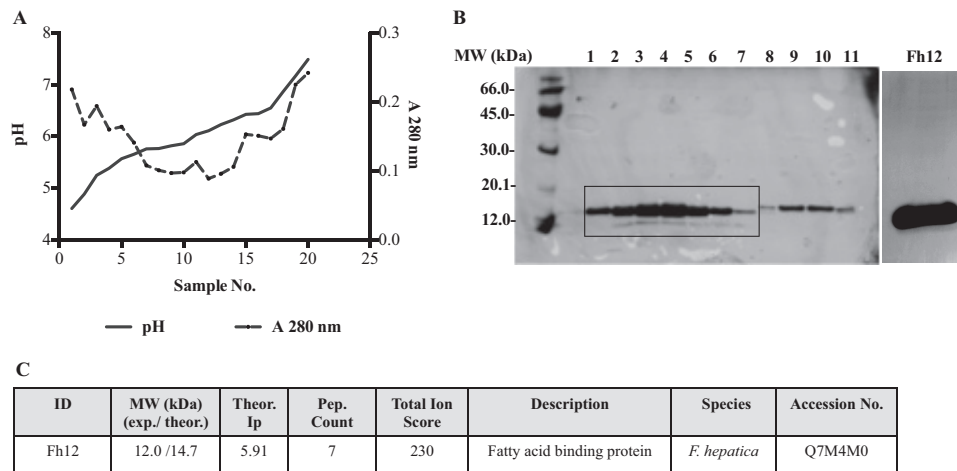 A
8
7
6
5
4
pH
0.3
0.2
0.1
0.0
A 280 nm
0 5 10 15 20 25
Sample No.
pH A 280 nm
B
MW (kDa) 1 2 3 4 5 6 7 8 9 10 11 Fh12
66.0-
45.0-
30.0-
20.1-
12.0-
C
ID MW (kDa) Theor. Pep. Total Ion Description Species Accession No.
(exp./ theor.) Ip Count Score
Fh12 12.0 /14.7 5.91 7 230 Fatty acid binding protein F. hepatica Q7M4M0